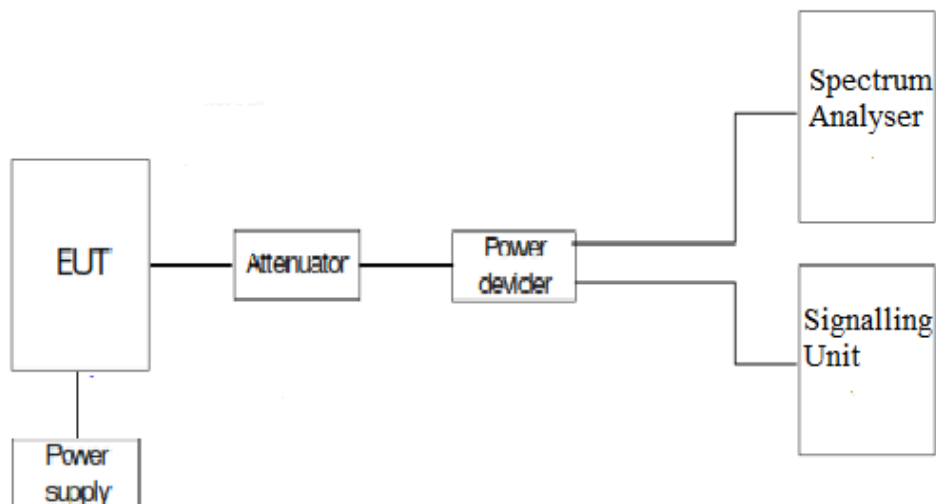 Spectrum
Analyser
EUT
Attenuator
Power
devider
Signalling
Unit
Power
supply